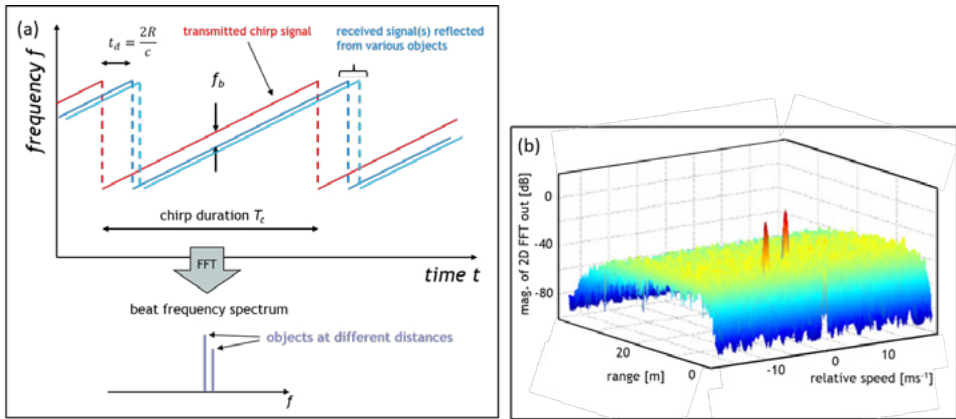 (a)
t_d = 2R/c
transmitted chirp signal
received signal(s) reflected
from various objects
f_b
frequency f
chirp duration T_c
FFT
time t
beat frequency spectrum
objects at different distances
f
(b)
mag. of 2D FFT out [dB]
0
-40
-80
20
0
range [m]
-10
0
10
relative speed [ms⁻¹]